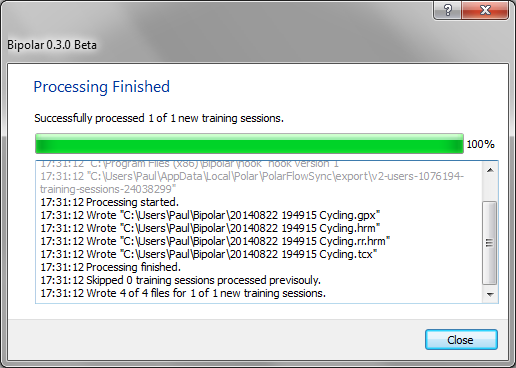 ?
X
Bipolar 0.3.0 Beta
Processing Finished
Successfully processed 1 of 1 new training sessions.
100%
17:31:12 "C:\Program Files (x86)\Bipolar\hook" hook version 1
17:31:12 "C:\Users\Paul\AppData\Local\Polar\PolarFlowSync\export\v2-users-1076194-
training-sessions-24038299"
17:31:12 Processing started.
17:31:12 Wrote "C:\Users\Paul\Bipolar\20140822 194915 Cycling.gpx"
17:31:12 Wrote "C:\Users\Paul\Bipolar\20140822 194915 Cycling.hrm"
17:31:12 Wrote "C:\Users\Paul\Bipolar\20140822 194915 Cycling.rr.hrm"
17:31:12 Wrote "C:\Users\Paul\Bipolar\20140822 194915 Cycling.tcx"
17:31:12 Processing finished.
17:31:12 Skipped 0 training sessions processed previsouly.
17:31:12 Wrote 4 of 4 files for 1 of 1 new training sessions.
Close